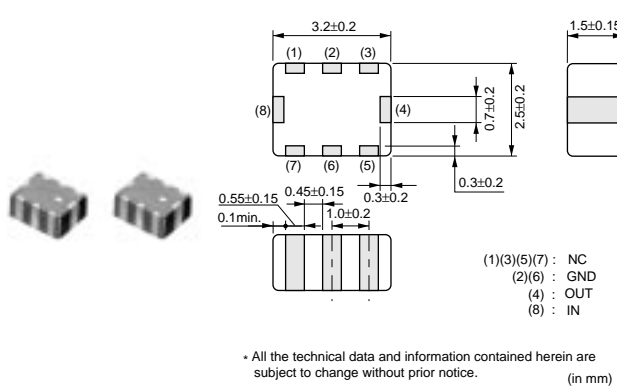 3.2±0.2
1.5±0.15
(1) (2) (3)
(8)
(4)
0.7±0.2
2.5±0.2
(7) (6) (5)
0.3±0.2
0.3±0.2
0.55±0.15
0.45±0.15
0.1min.
1.0±0.2
(1)(3)(5)(7) : NC
(2)(6) : GND
(4) : OUT
(8) : IN
* All the technical data and information contained herein are
subject to change without prior notice.
(in mm)